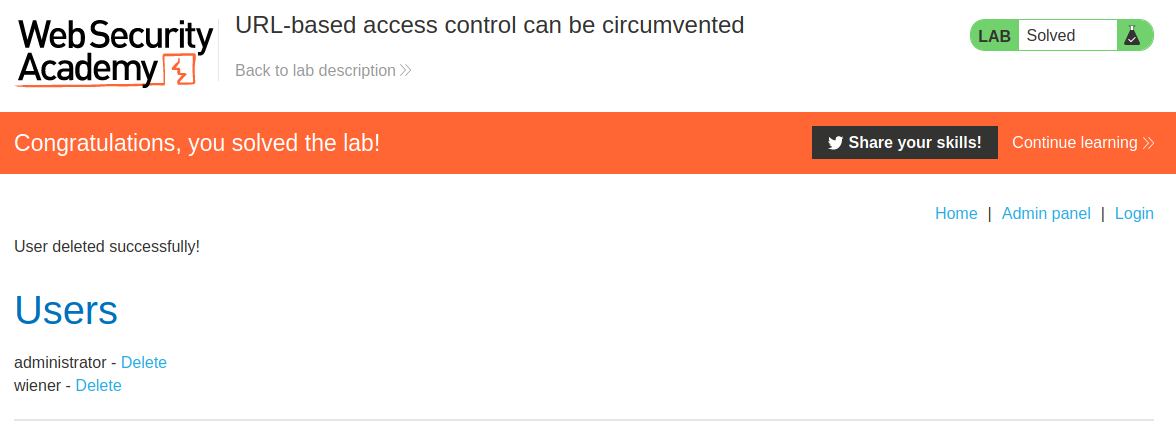 Web Security
Academy
URL-based access control can be circumvented
Back to lab description
LAB Solved
Congratulations, you solved the lab!
Share your skills!
Continue learning
Home | Admin panel | Login
User deleted successfully!
Users
administrator - Delete
wiener - Delete